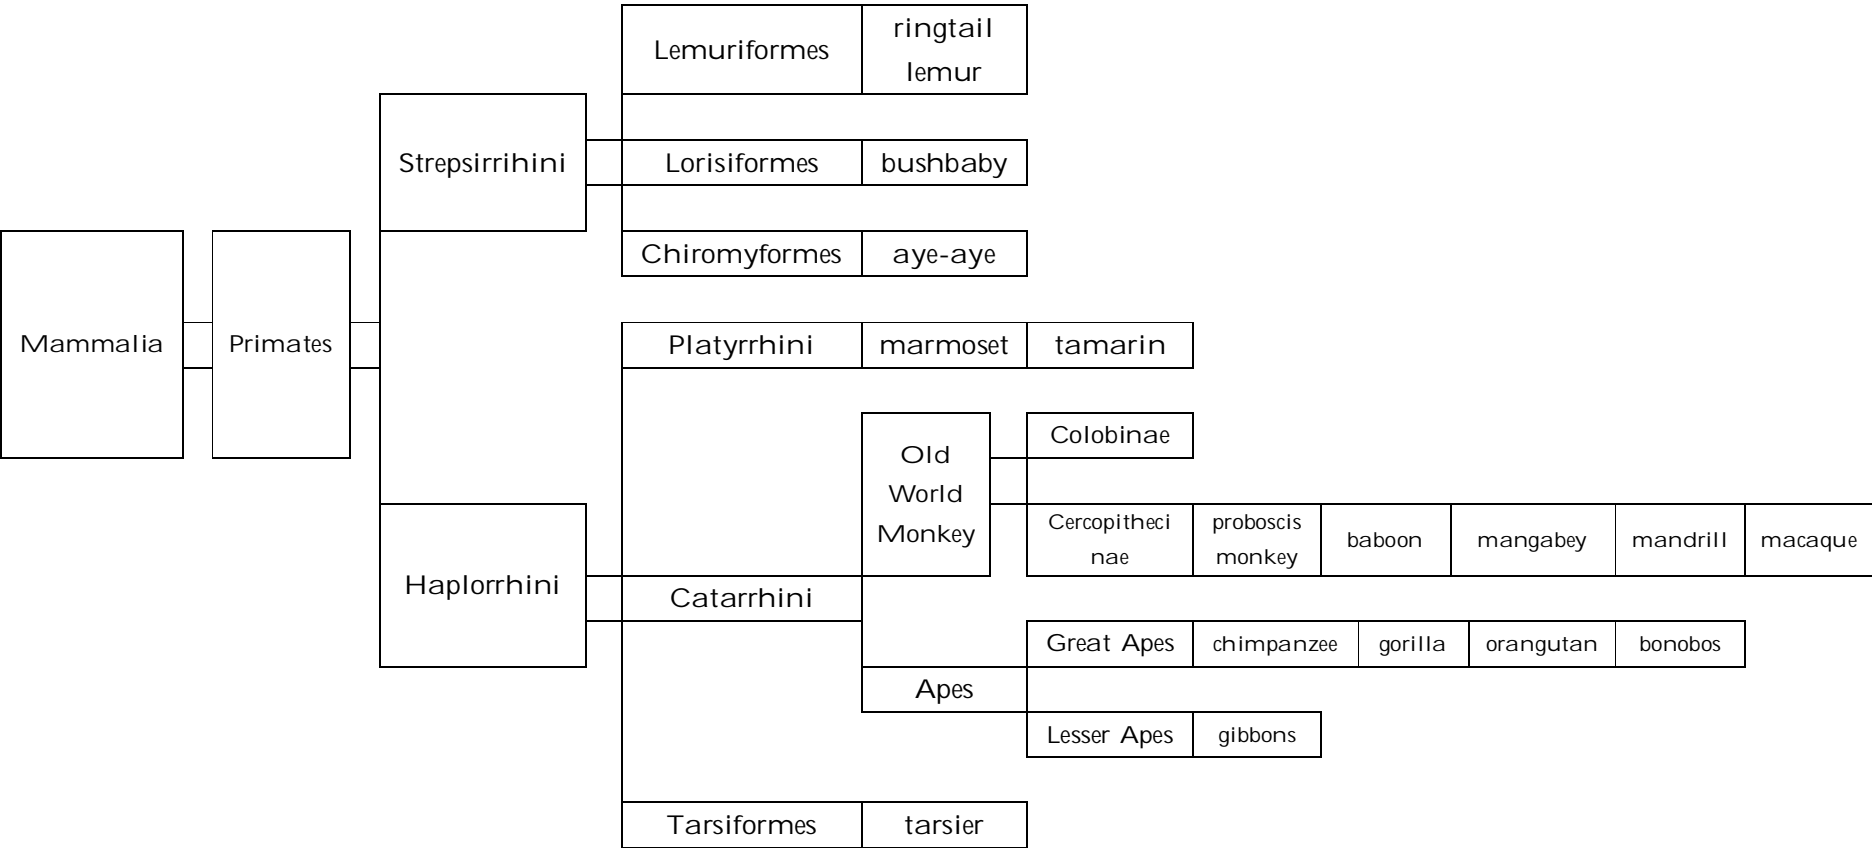 Lemuriformes
ringtail
lemur
Strepsirrihini
Lorisiformes
bushbaby
Chiromyformes
aye-aye
Mammalia
Primates
Platyrrhini
marmoset
tamarin
Old
World
Monkey
Colobinae
Cercopitheci
nae
proboscis
monkey
baboon
mangabey
mandrill
macaque
Haplorrhini
Catarrhini
Great Apes
chimpanzee
gorilla
orangutan
bonobos
Apes
Lesser Apes
gibbons
Tarsiformes
tarsier